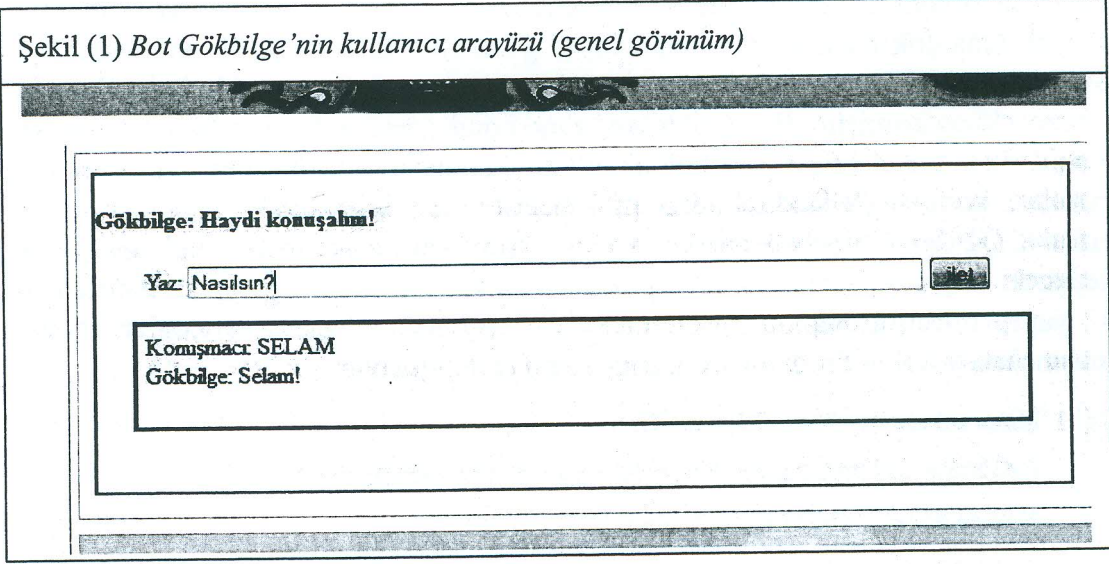 Şekil (1) Bot Gökbilge’nin kullanıcı arayüzü (genel görünüm)
Gökbilge: Haydi konuşalım!
Yaz: Nasılsın? ilet
Konuşmacı: SELAM
Gökbilge: Selam!